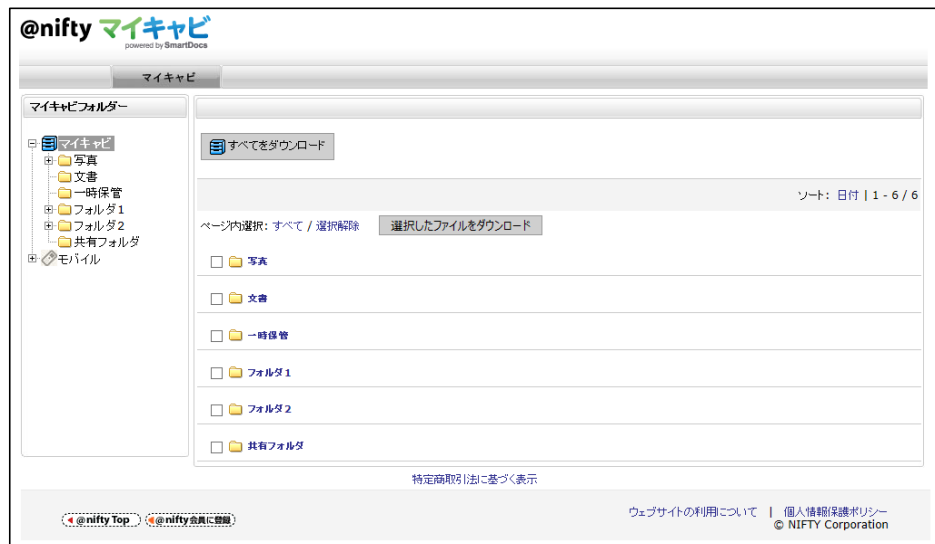 @nifty マイキャビ
powered by SmartDocs
マイキャビ
マイキャビフォルダー
マイキャビ
写真
文書
一時保管
フォルダ1
フォルダ2
共有フォルダ
モバイル
すべてをダウンロード
ソート: 日付 | 1 - 6 / 6
ページ内選択: すべて / 選択解除 選択したファイルをダウンロード
写真
文書
一時保管
フォルダ1
フォルダ2
共有フォルダ
特定商取引法に基づく表示
@nifty Top @nifty会員に登録
ウェブサイトの利用について | 個人情報保護ポリシー
© NIFTY Corporation